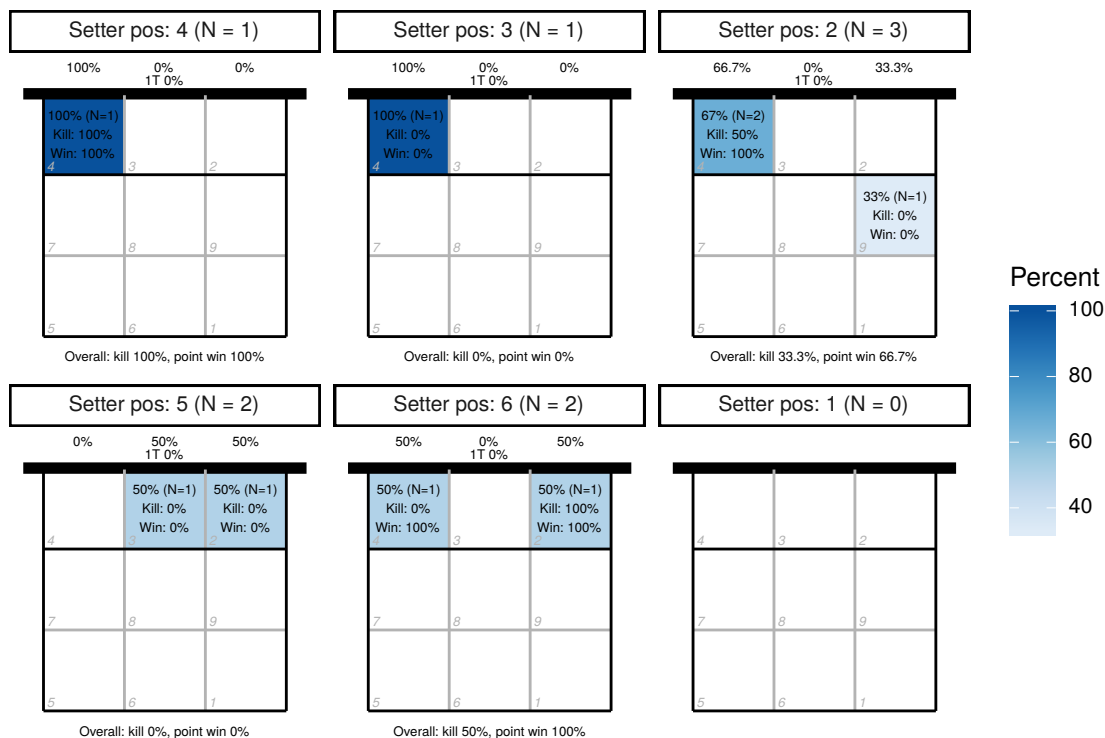 Setter pos: 4 (N = 1)
100% 0% 0%
1T 0%
100% (N=1)
Kill: 100%
Win: 100%
4 3 2
7 8 9
5 6 1
Overall: kill 100%, point win 100%
Setter pos: 3 (N = 1)
100% 0% 0%
1T 0%
100% (N=1)
Kill: 0%
Win: 0%
4 3 2
7 8 9
5 6 1
Overall: kill 0%, point win 0%
Setter pos: 2 (N = 3)
66.7% 0% 33.3%
1T 0%
67% (N=2)
Kill: 50%
Win: 100%
4 3 2
33% (N=1)
Kill: 0%
Win: 0%
7 8 9
5 6 1
Overall: kill 33.3%, point win 66.7%
Setter pos: 5 (N = 2)
0% 50% 50%
1T 0%
50% (N=1) 50% (N=1)
Kill: 0% Kill: 0%
Win: 0% Win: 0%
4 3 2
7 8 9
5 6 1
Overall: kill 0%, point win 0%
Setter pos: 6 (N = 2)
50% 0% 50%
1T 0%
50% (N=1) 50% (N=1)
Kill: 0% Kill: 100%
Win: 100% Win: 100%
4 3 2
7 8 9
5 6 1
Overall: kill 50%, point win 100%
Setter pos: 1 (N = 0)
4 3 2
7 8 9
5 6 1
Percent
100
80
60
40